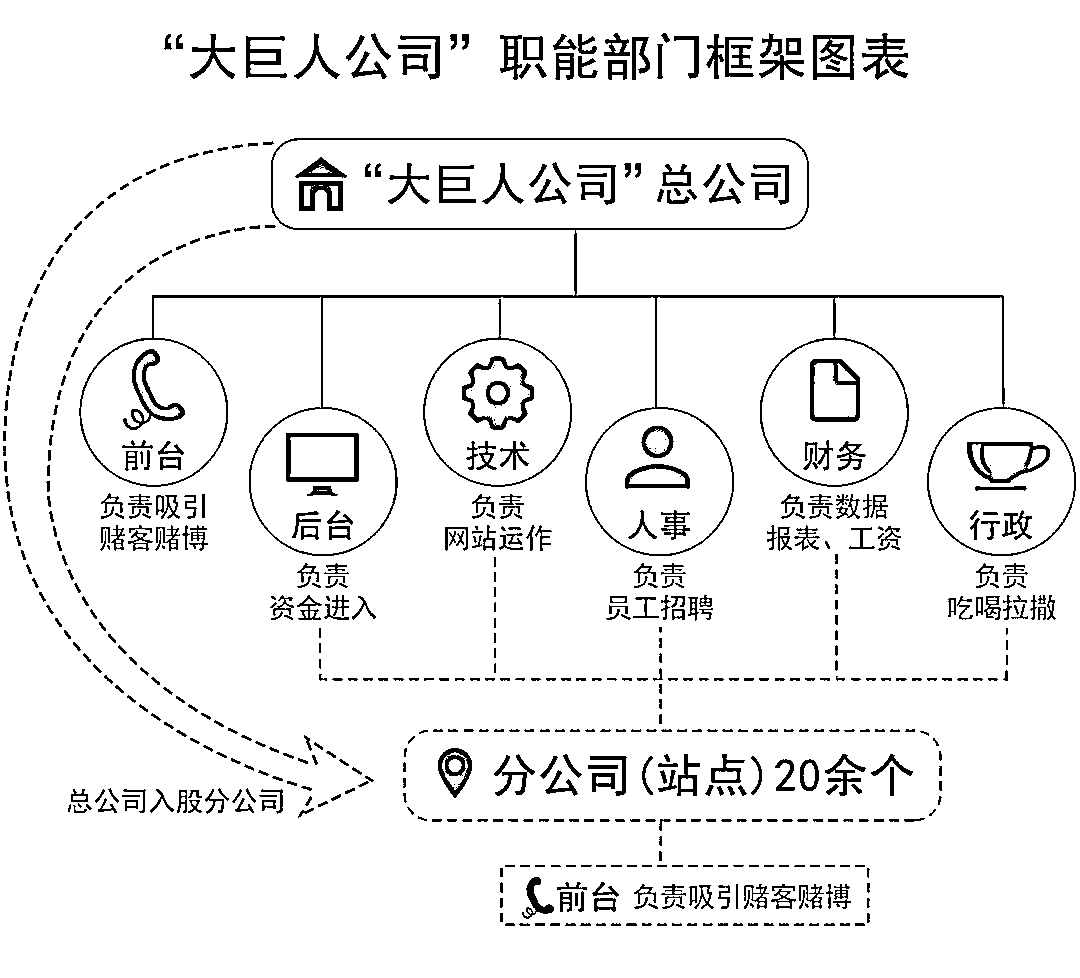 “大巨人公司”职能部门框架图表
“大巨人公司”总公司
前台
负责吸引
赌客赌博
后台
负责
资金进入
技术
负责
网站运作
人事
负责
员工招聘
财务
负责数据
报表、工资
行政
负责
吃喝拉撒
总公司入股分公司
分公司(站点)20余个
前台 负责吸引赌客赌博